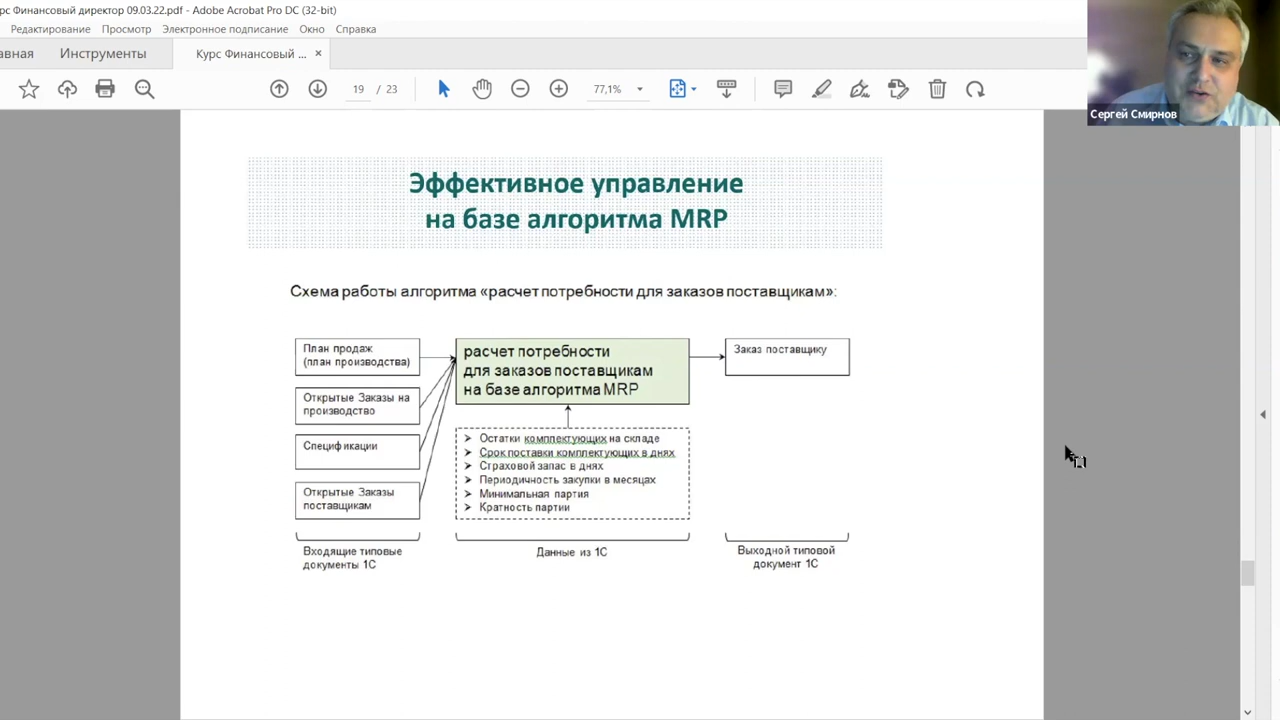 рс Финансовый директор 09.03.22.pdf - Adobe Acrobat Pro DC (32-bit)
Редактирование Просмотр Электронное подписание Окно Справка
авная Инструменты Курс Финансовый ... ×
19 / 23 77,1%
Сергей Смирнов
Эффективное управление
на базе алгоритма MRP
Схема работы алгоритма «расчет потребности для заказов поставщикам»:
План продаж
(план производства)
Открытые Заказы на
производство
Спецификации
Открытые Заказы
поставщикам
Входящие типовые
документы 1С
расчет потребности
для заказов поставщикам
на базе алгоритма MRP
Остатки комплектующих на складе
Срок поставки комплектующих в днях
Страховой запас в днях
Периодичность закупки в месяцах
Минимальная партия
Кратность партии
Данные из 1С
Заказ поставщику
Выходной типовой
документ 1С